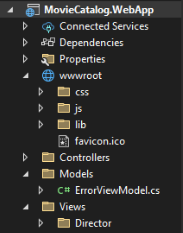 MovieCatalog.WebApp
Connected Services
Dependencies
Properties
wwwroot
css
js
lib
favicon.ico
Controllers
Models
C# ErrorViewModel.cs
Views
Director